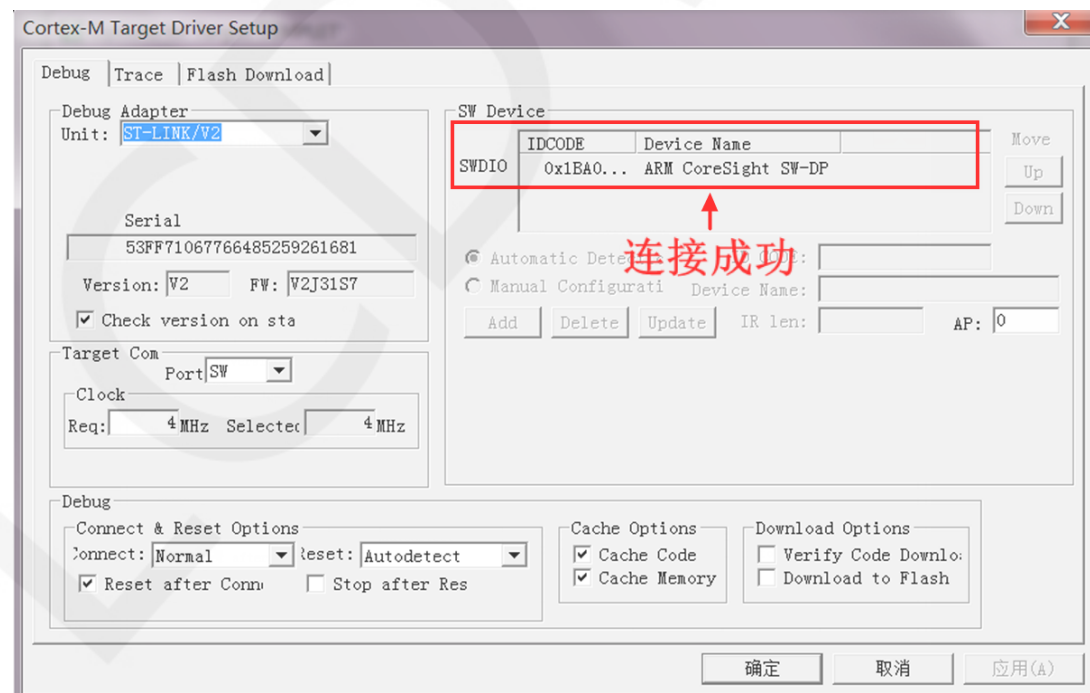 Cortex-M Target Driver Setup
Debug Trace Flash Download
Debug Adapter
Unit: ST-LINK/V2
Serial
53FF71067766485259261681
Version: V2 FW: V2J31S7
Check version on sta
Target Com
Port SW
Clock
Req: 4 MHz Selected 4 MHz
SW Device
IDCODE Device Name
SWDIO 0x1BA0... ARM CoreSight SW-DP
Move
Up
Down
连接成功
Automatic Dete CODE:
Manual Configurati Device Name:
Add Delete Update IR len: AP: 0
Debug
Connect & Reset Options
Connect: Normal Reset: Autodetect
Reset after Conn Stop after Res
Cache Options
Cache Code
Cache Memory
Download Options
Verify Code Downlo
Download to Flash
确定 取消 应用(A)